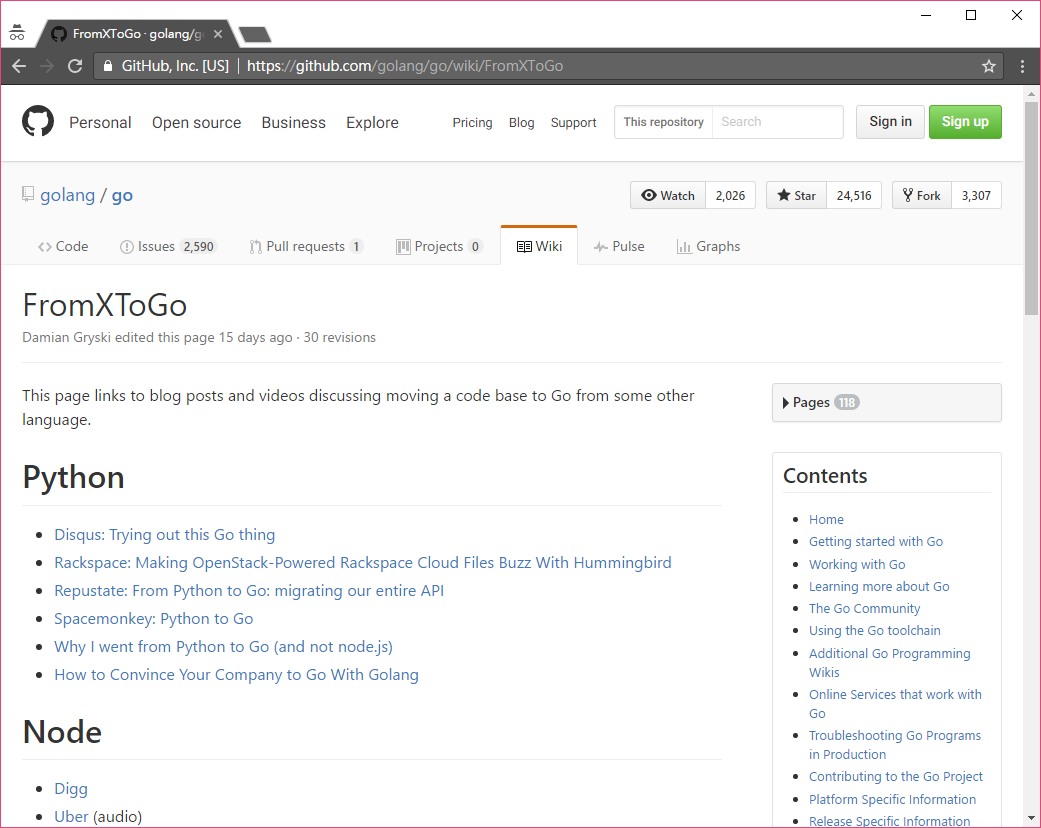 FromXToGo · golang/g
GitHub, Inc. [US] | https://github.com/golang/go/wiki/FromXToGo
Personal Open source Business Explore Pricing Blog Support This repository Search Sign in Sign up
golang / go Watch 2,026 Star 24,516 Fork 3,307
Code Issues 2,590 Pull requests 1 Projects 0 Wiki Pulse Graphs
FromXToGo
Damian Gryski edited this page 15 days ago · 30 revisions
This page links to blog posts and videos discussing moving a code base to Go from some other
language.
Python
Disqus: Trying out this Go thing
Rackspace: Making OpenStack-Powered Rackspace Cloud Files Buzz With Hummingbird
Repustate: From Python to Go: migrating our entire API
Spacemonkey: Python to Go
Why I went from Python to Go (and not node.js)
How to Convince Your Company to Go With Golang
Node
Digg
Uber (audio)
Pages 118
Contents
Home
Getting started with Go
Working with Go
Learning more about Go
The Go Community
Using the Go toolchain
Additional Go Programming
Wikis
Online Services that work with
Go
Troubleshooting Go Programs
in Production
Contributing to the Go Project
Platform Specific Information
Release Specific Information